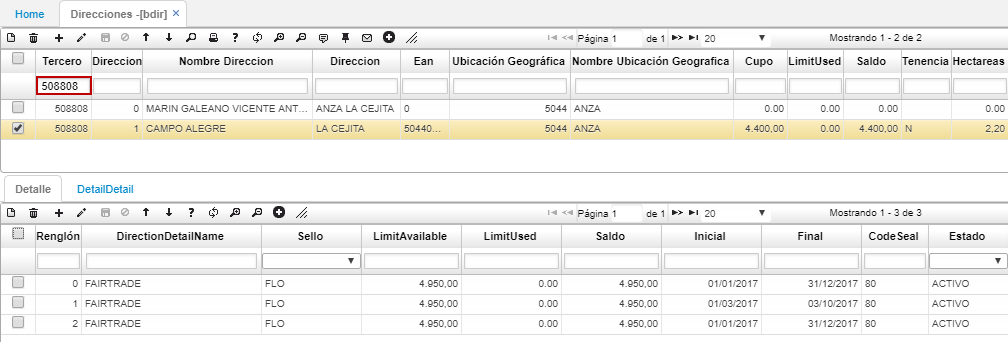 Home Direcciones -[bdir] ×
Página 1 de 1 20 Mostrando 1 - 2 de 2
Tercero Direccion Nombre Direccion Direccion Ean Ubicación Geográfica Nombre Ubicación Geografica Cupo LimitUsed Saldo Tenencia Hectareas
508808
508808 0 MARIN GALEANO VICENTE ANT... ANZA LA CEJITA 0 5044 ANZA 0.00 0.00 0.00 0.00
508808 1 CAMPO ALEGRE LA CEJITA 50440... 5044 ANZA 4.400,00 0.00 4.400,00 N 2,20
Detalle DetailDetail
Página 1 de 1 20 Mostrando 1 - 3 de 3
Renglón DirectionDetailName Sello LimitAvailable LimitUsed Saldo Inicial Final CodeSeal Estado
0 FAIRTRADE FLO 4.950,00 0.00 4.950,00 01/01/2017 31/12/2017 80 ACTIVO
1 FAIRTRADE FLO 4.950,00 0.00 4.950,00 01/03/2017 03/10/2017 80 ACTIVO
2 FAIRTRADE FLO 4.950,00 0.00 4.950,00 01/01/2017 31/12/2017 80 ACTIVO